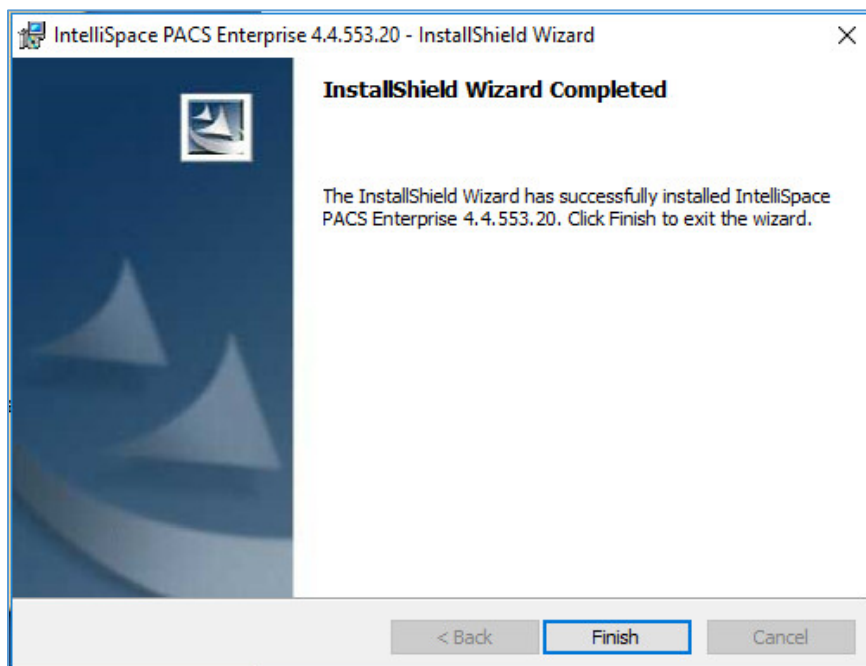 IntelliSpace PACS Enterprise 4.4.553.20 - InstallShield Wizard
InstallShield Wizard Completed
The InstallShield Wizard has successfully installed IntelliSpace
PACS Enterprise 4.4.553.20. Click Finish to exit the wizard.
< Back
Finish
Cancel